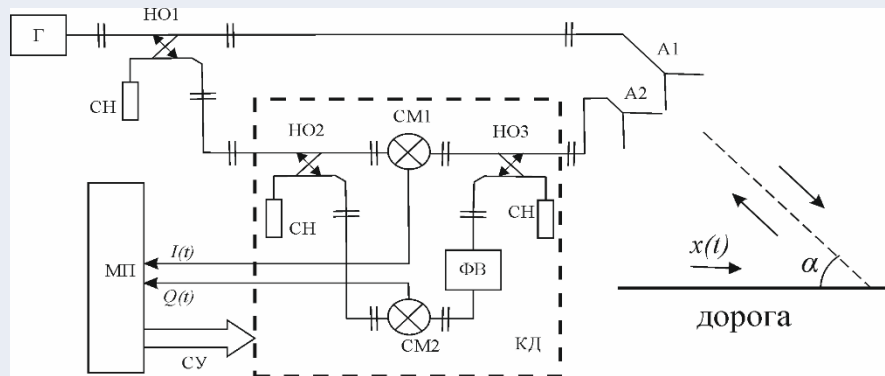 НО1
Г
А1
А2
СН
НО2
СМ1
НО3
СН
СН
I(t)
МП
ФВ
x(t)
α
Q(t)
дорога
СМ2
КД
СУ